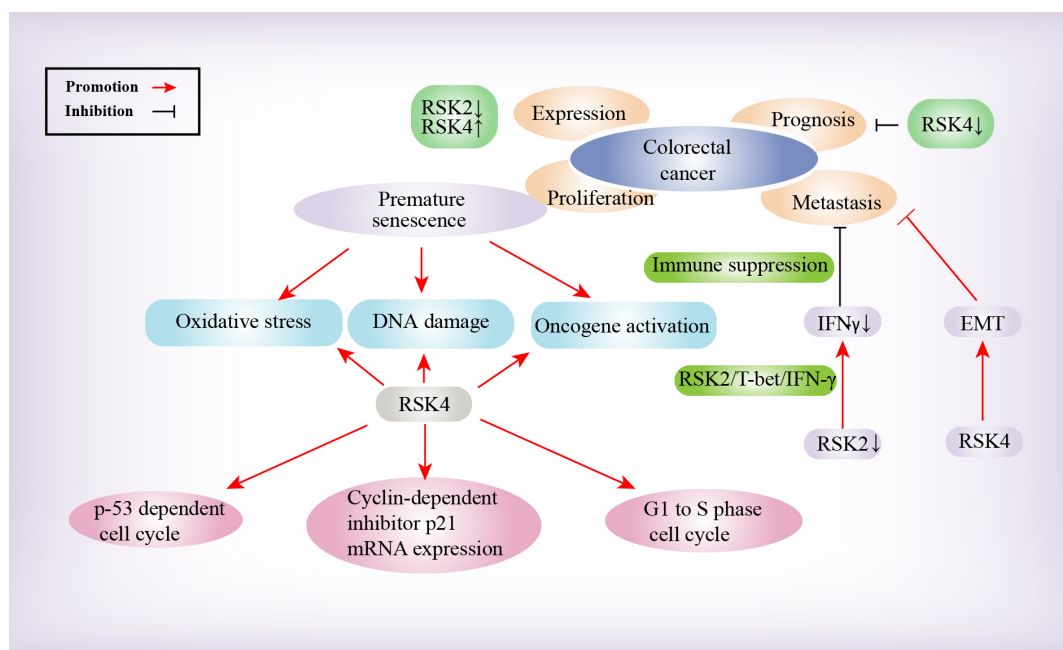 Promotion
Inhibition
RSK2↓
RSK4↑
Expression
Prognosis
RSK4↓
Colorectal
cancer
Proliferation
Metastasis
Premature
senescence
Immune suppression
Oxidative stress
DNA damage
Oncogene activation
IFNγ↓
EMT
RSK2/T-bet/IFN-γ
RSK4
RSK2↓
RSK4
p-53 dependent
cell cycle
Cyclin-dependent
inhibitor p21
mRNA expression
G1 to S phase
cell cycle